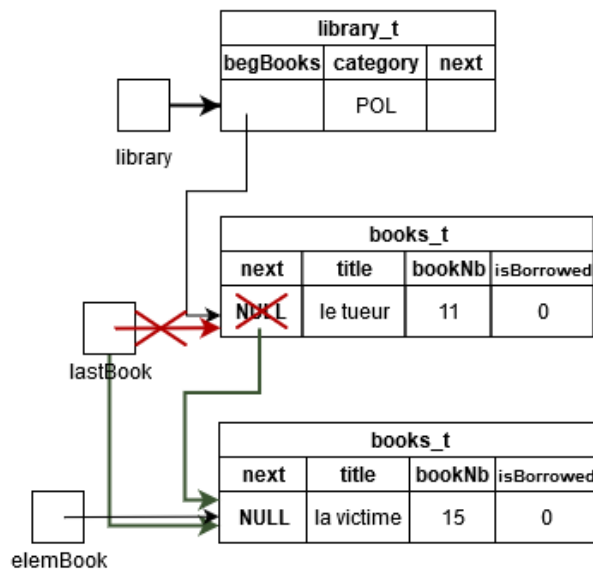 library_t
begBooks category next
POL
library
books_t
next title bookNb isBorrowed
NULL le tueur 11 0
lastBook
books_t
next title bookNb isBorrowed
NULL la victime 15 0
elemBook